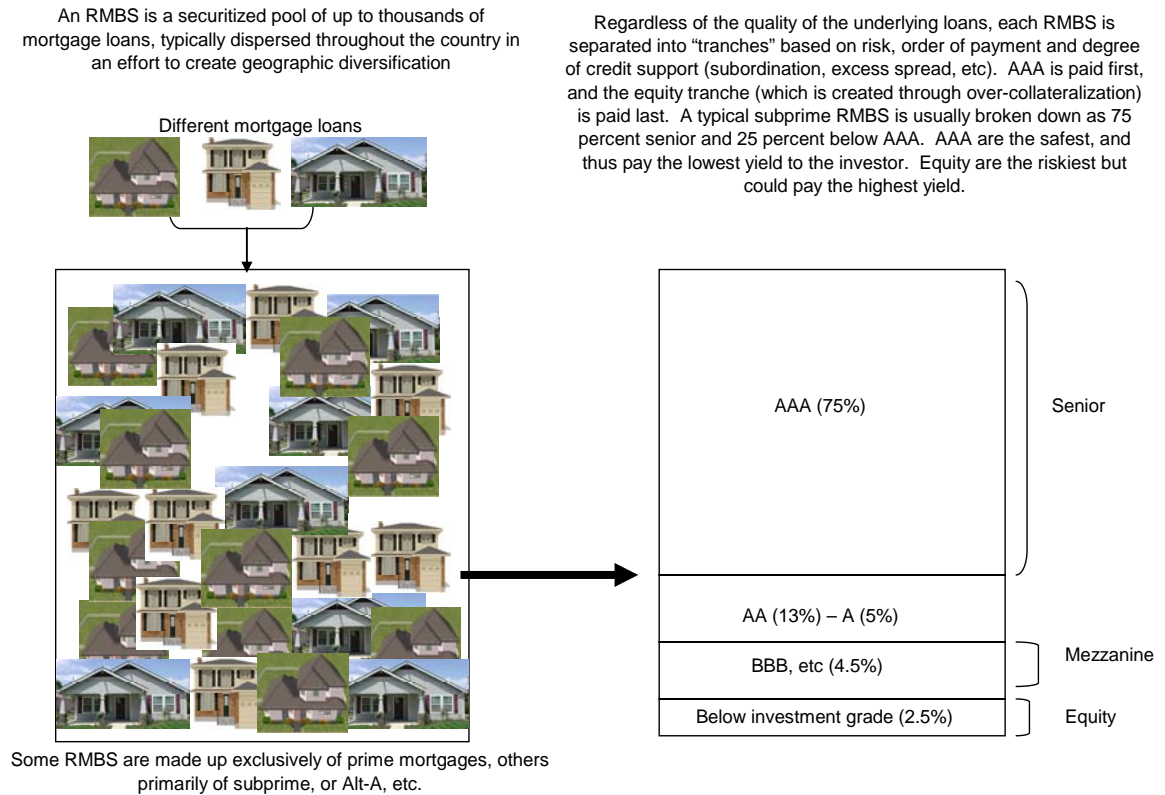 An RMBS is a securitized pool of up to thousands of
mortgage loans, typically dispersed throughout the country in
an effort to create geographic diversification
Different mortgage loans
Some RMBS are made up exclusively of prime mortgages, others
primarily of subprime, or Alt-A, etc.
Regardless of the quality of the underlying loans, each RMBS is
separated into “tranches” based on risk, order of payment and degree
of credit support (subordination, excess spread, etc).  AAA is paid first,
and the equity tranche (which is created through over-collateralization)
is paid last.  A typical subprime RMBS is usually broken down as 75
percent senior and 25 percent below AAA.  AAA are the safest, and
thus pay the lowest yield to the investor.  Equity are the riskiest but
could pay the highest yield.
AAA (75%)
Senior
AA (13%) – A (5%)
BBB, etc (4.5%)
Mezzanine
Below investment grade (2.5%)
Equity